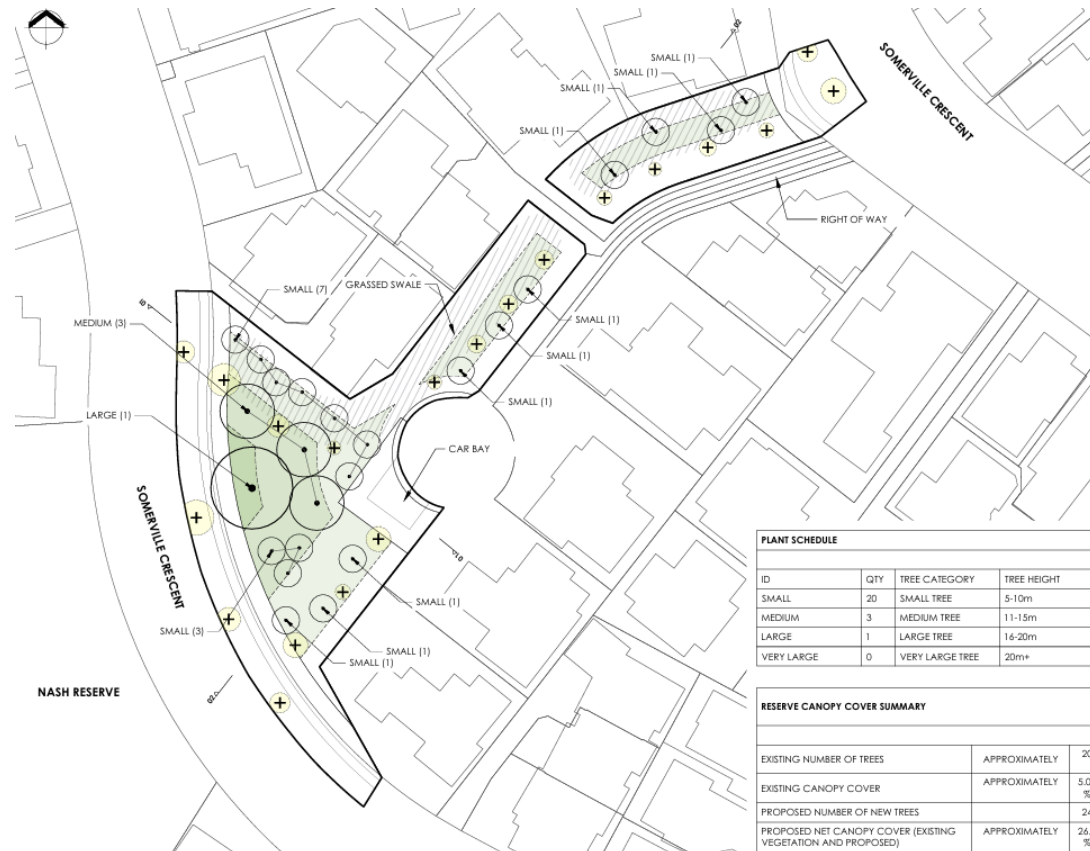 SOMERVILLE CRESCENT
SMALL (1)
SMALL (1)
SMALL (1)
SMALL (1)
RIGHT OF WAY
SMALL (7)
GRASSED SWALE
MEDIUM (3)
SMALL (1)
SMALL (1)
SMALL (1)
LARGE (1)
CAR BAY
SOMERVILLE CRESCENT
SMALL (1)
SMALL (3)
SMALL (1)
SMALL (1)
NASH RESERVE
PLANT SCHEDULE
ID QTY TREE CATEGORY TREE HEIGHT
SMALL 20 SMALL TREE 5-10m
MEDIUM 3 MEDIUM TREE 11-15m
LARGE 1 LARGE TREE 16-20m
VERY LARGE 0 VERY LARGE TREE 20m+
RESERVE CANOPY COVER SUMMARY
EXISTING NUMBER OF TREES APPROXIMATELY 20
EXISTING CANOPY COVER APPROXIMATELY 5.0
%
PROPOSED NUMBER OF NEW TREES
PROPOSED NET CANOPY COVER (EXISTING
VEGETATION AND PROPOSED) APPROXIMATELY 26.
%